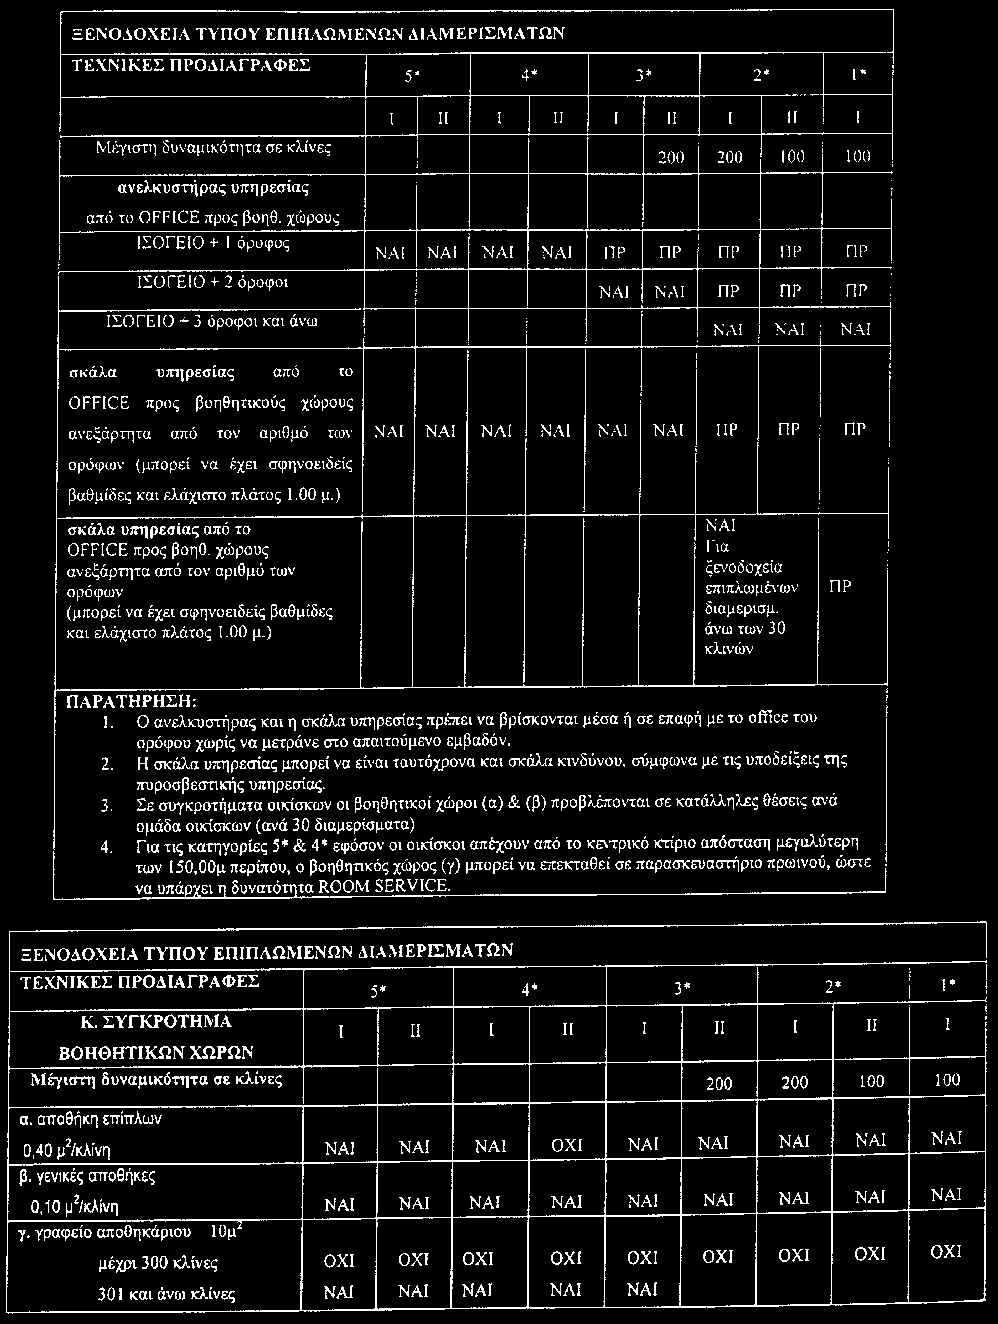 ΞΕΝΟΔΟΧΕΙΑ ΤΥΠΟΥ ΕΠΙΠΛΩΜΕΝΩΝ ΔΙΑΜΕΡΙΣΜΑΤΩΝ
ΤΕΧΝΙΚΕΣ ΠΡΟΔΙΑΓΡΑΦΕΣ 5* 4* 3* 2* 1*
I II I II I II I II I
Μέγιστη δυναμικότητα σε κλίνες 200 200 100 100
ανελκυστήρας υπηρεσίας
από το OFFICE προς βοηθ. χώρους
ΙΣΟΓΕΙΟ + 1 όροφος ΝΑΙ ΝΑΙ ΝΑΙ ΝΑΙ ΠΡ ΠΡ ΠΡ ΠΡ ΠΡ
ΙΣΟΓΕΙΟ + 2 όροφοι ΝΑΙ ΝΑΙ ΠΡ ΠΡ ΠΡ
ΙΣΟΓΕΙΟ + 3 όροφοι και άνω ΝΑΙ ΝΑΙ ΝΑΙ
σκάλα υπηρεσίας από το
OFFICE προς βοηθητικούς χώρους
ανεξάρτητα από τον αριθμό των ΝΑΙ ΝΑΙ ΝΑΙ ΝΑΙ ΝΑΙ ΝΑΙ ΠΡ ΠΡ ΠΡ
ορόφων (μπορεί να έχει σφηνοειδείς
βαθμίδες και ελάχιστο πλάτος 1.00 μ.)
σκάλα υπηρεσίας από το
OFFICE προς βοηθ. χώρους
ανεξάρτητα από τον αριθμό των
ορόφων
(μπορεί να έχει σφηνοειδείς βαθμίδες
και ελάχιστο πλάτος 1.00 μ.)
ΝΑΙ
Για
ξενοδοχεία
επιπλωμένων
διαμερισμ.
άνω των 30
κλινών
ΠΡ
ΠΑΡΑΤΗΡΗΣΗ:
1. Ο ανελκυστήρας και η σκάλα υπηρεσίας πρέπει να βρίσκονται μέσα ή σε επαφή με το office του
ορόφου χωρίς να μετράνε στο απαιτούμενο εμβαδόν.
2. Η σκάλα υπηρεσίας μπορεί να είναι ταυτόχρονα και σκάλα κινδύνου, σύμφωνα με τις υποδείξεις της
πυροσβεστικής υπηρεσίας.
3. Σε συγκροτήματα οικίσκων οι βοηθητικοί χώροι (α) & (β) προβλέπονται σε κατάλληλες θέσεις ανά
ομάδα οικίσκων (ανά 30 διαμερίσματα)
4. Για τις κατηγορίες 5* & 4* εφόσον οι οικίσκοι απέχουν από το κεντρικό κτίριο απόσταση μεγαλύτερη
των 150,00μ περίπου, ο βοηθητικός χώρος (γ) μπορεί να επεκταθεί σε παρασκευαστήριο πρωινού, ώστε
να υπάρχει η δυνατότητα ROOM SERVICE.
ΞΕΝΟΔΟΧΕΙΑ ΤΥΠΟΥ ΕΠΙΠΛΩΜΕΝΩΝ ΔΙΑΜΕΡΙΣΜΑΤΩΝ
ΤΕΧΝΙΚΕΣ ΠΡΟΔΙΑΓΡΑΦΕΣ 5* 4* 3* 2* 1*
Κ. ΣΥΓΚΡΟΤΗΜΑ I II I II I II I II I
ΒΟΗΘΗΤΙΚΩΝ ΧΩΡΩΝ
Μέγιστη δυναμικότητα σε κλίνες 200 200 100 100
α. αποθήκη επίπλων
0,40 μ²/κλίνη ΝΑΙ ΝΑΙ ΝΑΙ ΟΧΙ ΝΑΙ ΝΑΙ ΝΑΙ ΝΑΙ ΝΑΙ
β. γενικές αποθήκες
0,10 μ²/κλίνη ΝΑΙ ΝΑΙ ΝΑΙ ΝΑΙ ΝΑΙ ΝΑΙ ΝΑΙ ΝΑΙ ΝΑΙ
γ. γραφείο αποθηκάριου 10μ²
μέχρι 300 κλίνες ΟΧΙ ΟΧΙ ΟΧΙ ΟΧΙ ΟΧΙ ΟΧΙ ΟΧΙ ΟΧΙ ΟΧΙ
301 και άνω κλίνες ΝΑΙ ΝΑΙ ΝΑΙ ΝΑΙ ΝΑΙ